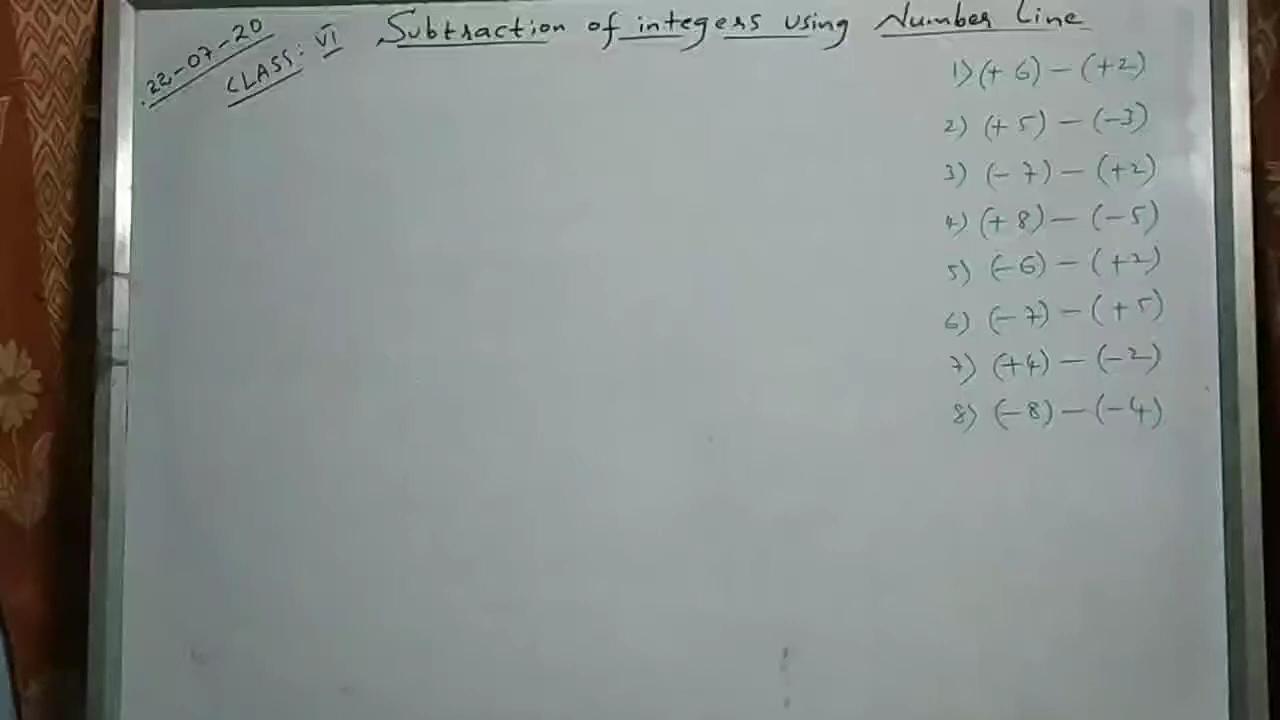 22-07-20
CLASS: VI
Subtraction of integers using Number Line
1) (+ 6) — (+2)
2) (+ 5) — (-3)
3) (- 7) — (+2)
4) (+ 8) — (-5)
5) (-6) — (+2)
6) (-7) — (+5)
7) (+4) — (-2)
8) (-8) — (-4)